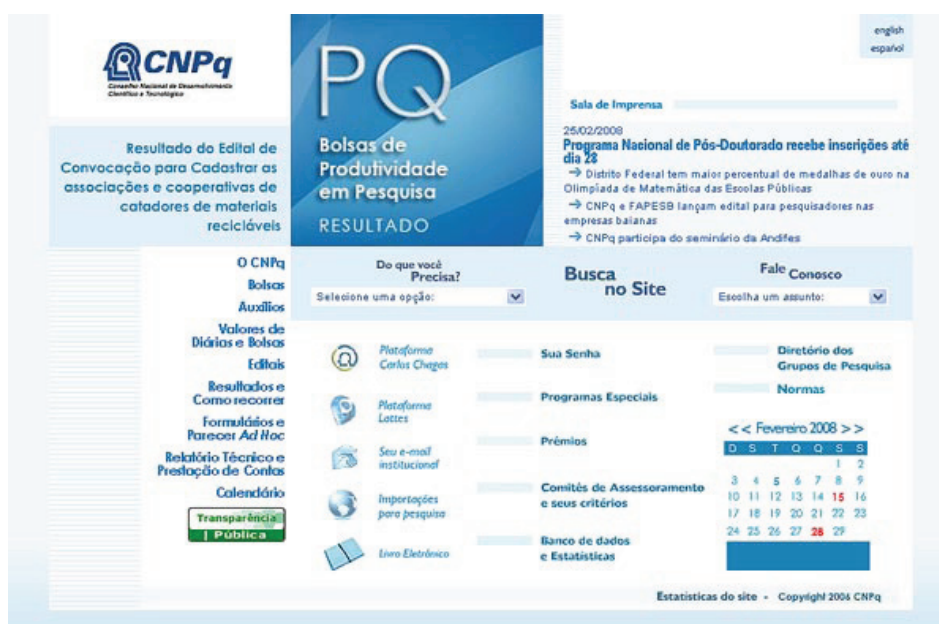 CNPq
Conselho Nacional de Desenvolvimento
Científico e Tecnológico
Resultado do Edital de
Convocação para Cadastrar as
associações e cooperativas de
catadores de materiais
recicláveis
PQ
Bolsas de
Produtividade
em Pesquisa
RESULTADO
english
español
Sala de Imprensa
25/02/2008
Programa Nacional de Pós-Doutorado recebe inscrições até
dia 28
→ Distrito Federal tem maior percentual de medalhas de ouro na
Olimpíada de Matemática das Escolas Públicas
→ CNPq e FAPESB lançam edital para pesquisadores nas
empresas baianas
→ CNPq participa do seminário da Andifes
O CNPq
Bolsas
Auxílios
Valores de
Diárias e Bolsas
Editais
Resultados e
Como recorrer
Formulários e
Parecer Ad Hoc
Relatório Técnico e
Prestação de Contas
Calendário
Transparência
Pública
Do que você
Precisa?
Selecione uma opção:
Busca
no Site
Fale Conosco
Escolha um assunto:
Plataforma
Carlos Chagas
Plataforma
Lattes
Seu e-mail
institucional
Importações
para pesquisa
Livro Eletrônico
Sua Senha
Programas Especiais
Prêmios
Comitês de Assessoramento
e seus critérios
Banco de dados
e Estatísticas
Diretório dos
Grupos de Pesquisa
Normas
< < Fevereiro 2008 > >
D S T Q Q S S
1 2
3 4 5 6 7 8 9
10 11 12 13 14 15 16
17 18 19 20 21 22 23
24 25 26 27 28 29
Estatísticas do site - Copyright 2006 CNPq